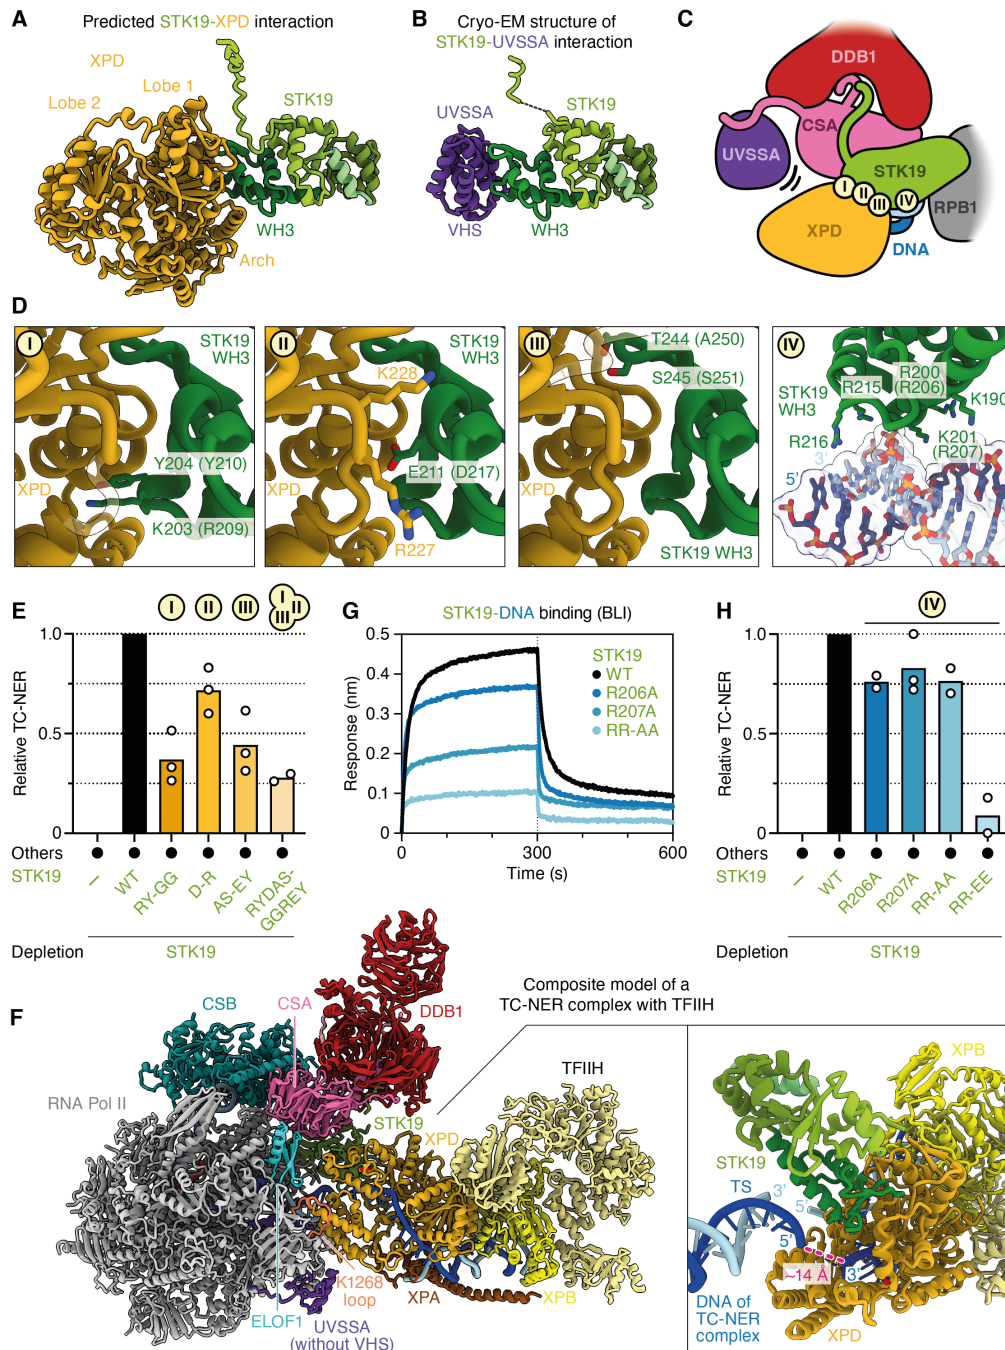 A
Predicted STK19-XPD interaction
XPD
Lobe 1
Lobe 2
STK19
WH3
Arch
B
Cryo-EM structure of
STK19-UVSSA interaction
UVSSA
STK19
VHS
WH3
C
DDB1
CSA
UVSSA
STK19
I
II
III
IV
RPB1
XPD
DNA
D
I
STK19
WH3
Y204 (Y210)
XPD
K203 (R209)
II
STK19
WH3
K228
E211 (D217)
XPD
R227
III
T244 (A250)
S245 (S251)
XPD
STK19 WH3
IV
R200
(R206)
STK19
WH3
R215
K190
R216
K201
(R207)
3’
5’
E
I
II
III
I
II
III
Relative TC-NER
1.0
0.5
0
Others
STK19
–
WT
RY-GG
D-R
AS-EY
RYDAS-
GGREY
Depletion
STK19
G
STK19-DNA binding (BLI)
Response (nm)
0.5
0.4
0.3
0.2
0.1
0
STK19
WT
R206A
R207A
RR-AA
0
300
600
Time (s)
H
IV
Relative TC-NER
1.0
0.5
0
Others
STK19
–
WT
R206A
R207A
RR-AA
RR-EE
Depletion
STK19
F
Composite model of a
TC-NER complex with TFIIH
CSB
CSA
DDB1
RNA Pol II
TFIIH
STK19
XPD
K1268
loop
XPA
XPB
ELOF1
UVSSA
(without VHS)
XPB
STK19
TS
3’
5’
5’
~14 Å
3’
DNA of
TC-NER
complex
XPD